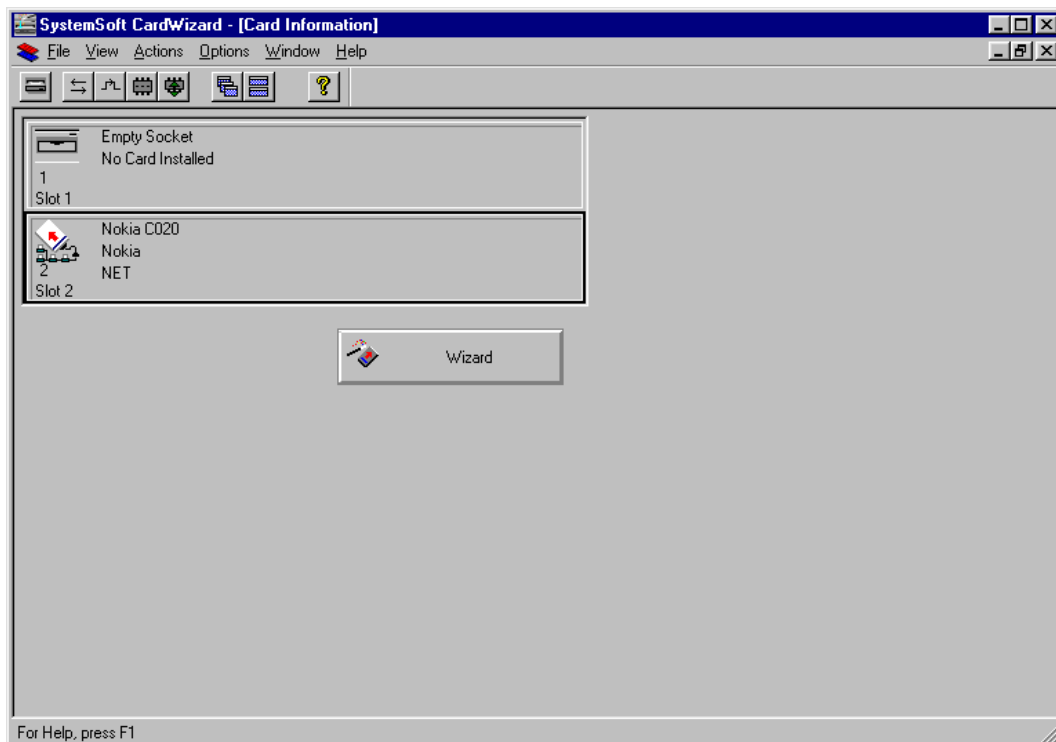 SystemSoft CardWizard - [Card Information]
File View Actions Options Window Help
Empty Socket
No Card Installed
1
Slot 1
Nokia C020
Nokia
NET
2
Slot 2
Wizard
For Help, press F1